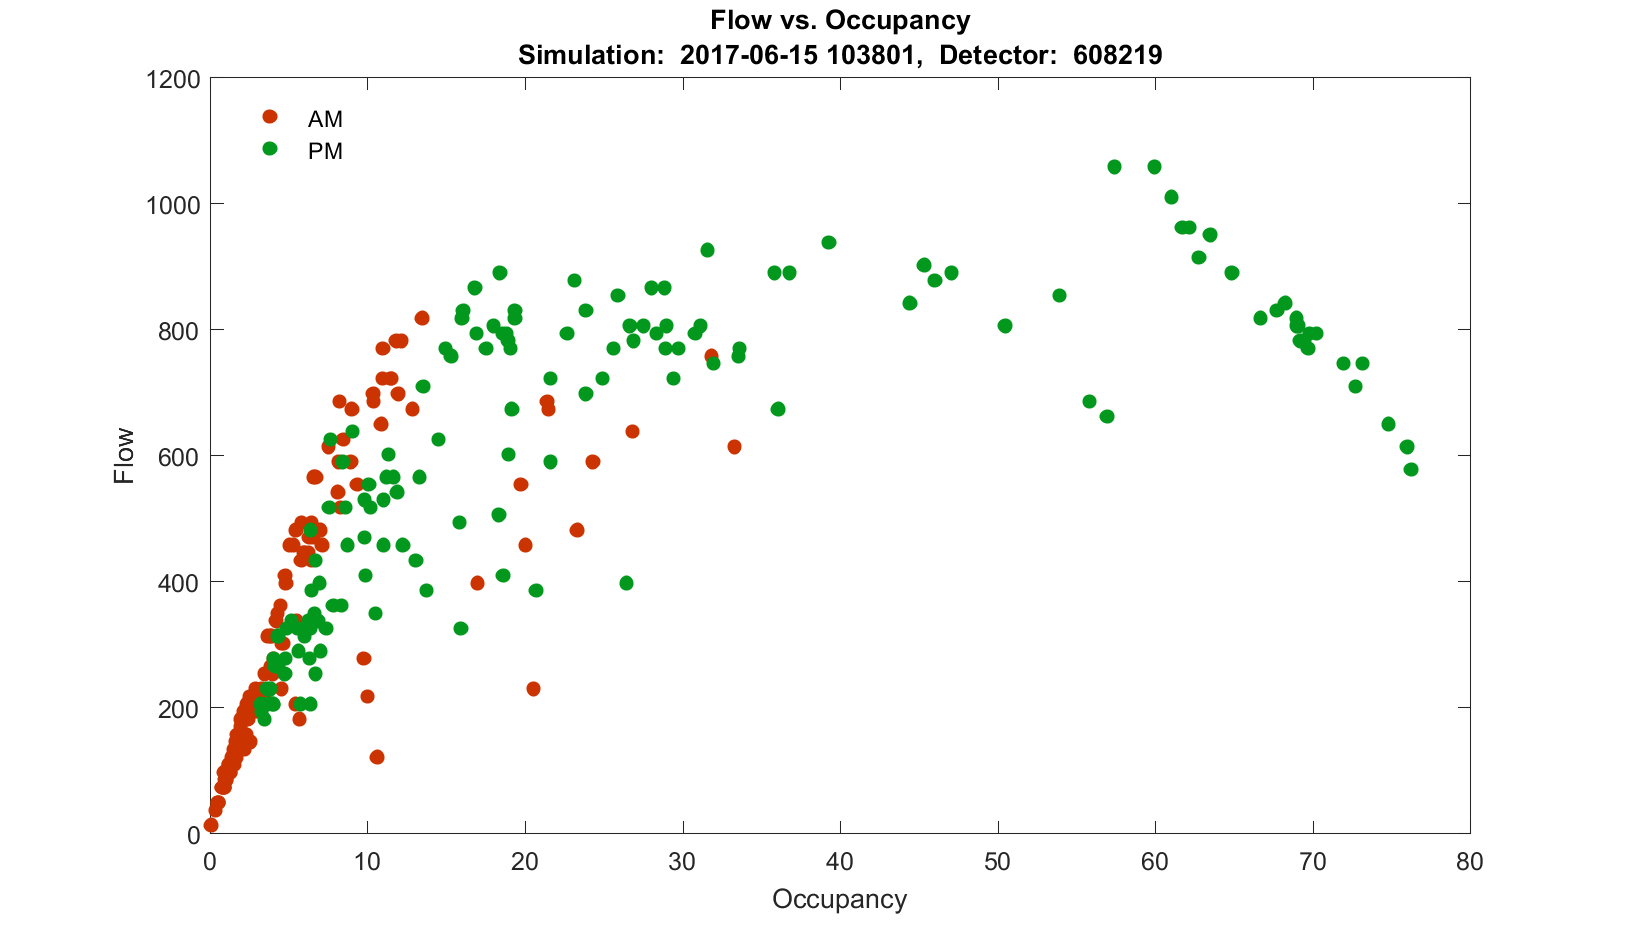 Flow vs. Occupancy
Simulation:  2017-06-15 103801,  Detector:  608219
1200
1000
800
600
400
200
0
AM
PM
Flow
0 10 20 30 40 50 60 70 80
Occupancy